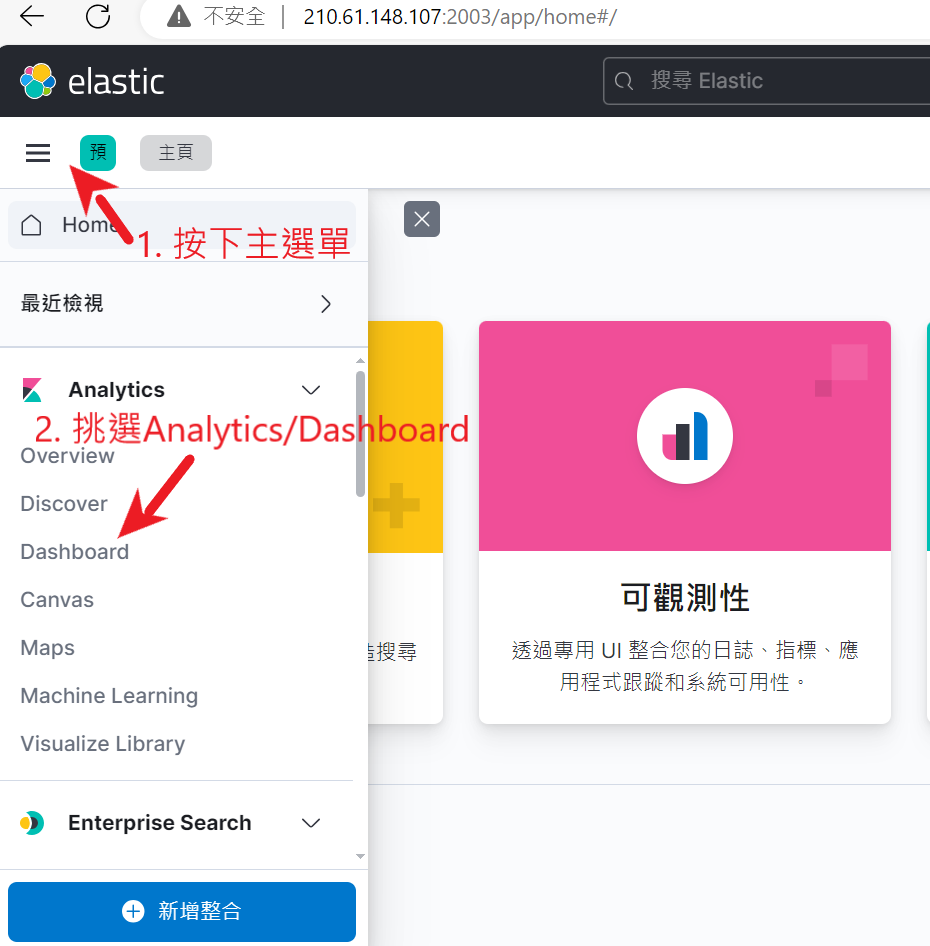 不安全 | 210.61.148.107:2003/app/home#/
elastic
搜尋 Elastic
預
主頁
Home
1. 按下主選單
最近檢視
Analytics
2. 挑選Analytics/Dashboard
Overview
Discover
Dashboard
Canvas
Maps
Machine Learning
Visualize Library
Enterprise Search
新增整合
搜尋
可觀測性
透過專用 UI 整合您的日誌、指標、應
用程式跟蹤和系統可用性。